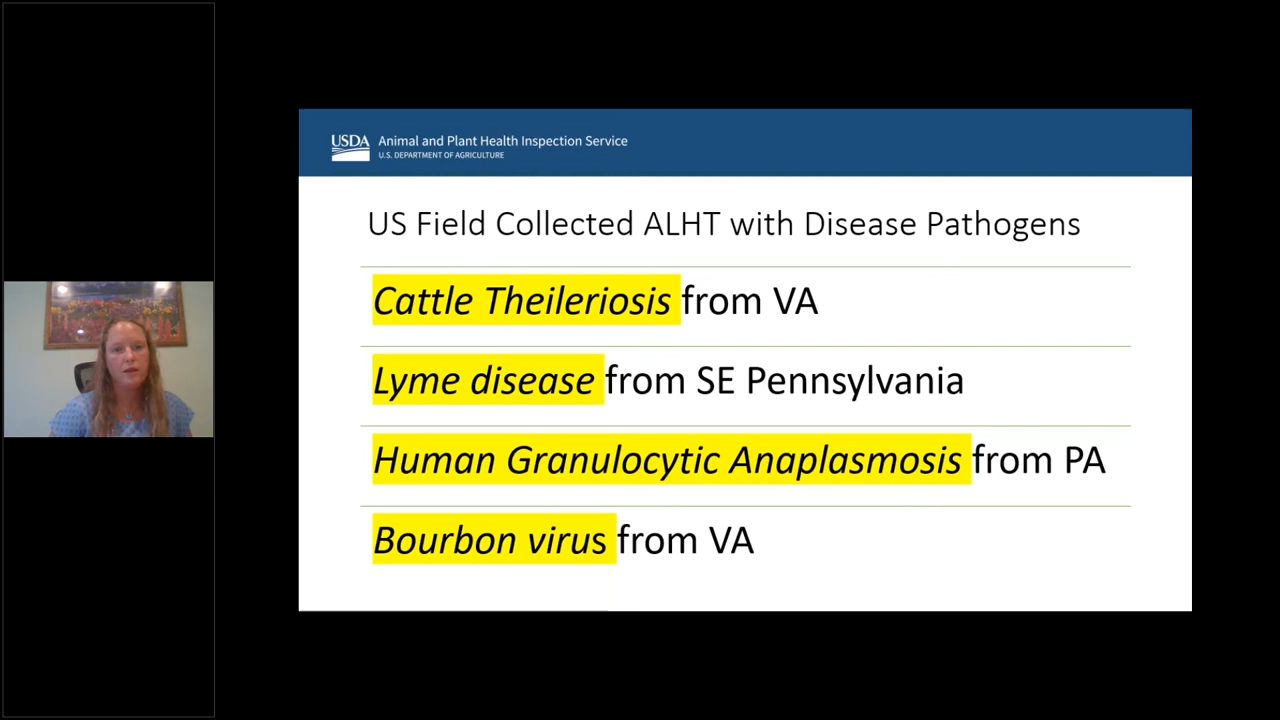 USDA Animal and Plant Health Inspection Service
U.S. DEPARTMENT OF AGRICULTURE
US Field Collected ALHT with Disease Pathogens
Cattle Theileriosis from VA
Lyme disease from SE Pennsylvania
Human Granulocytic Anaplasmosis from PA
Bourbon virus from VA